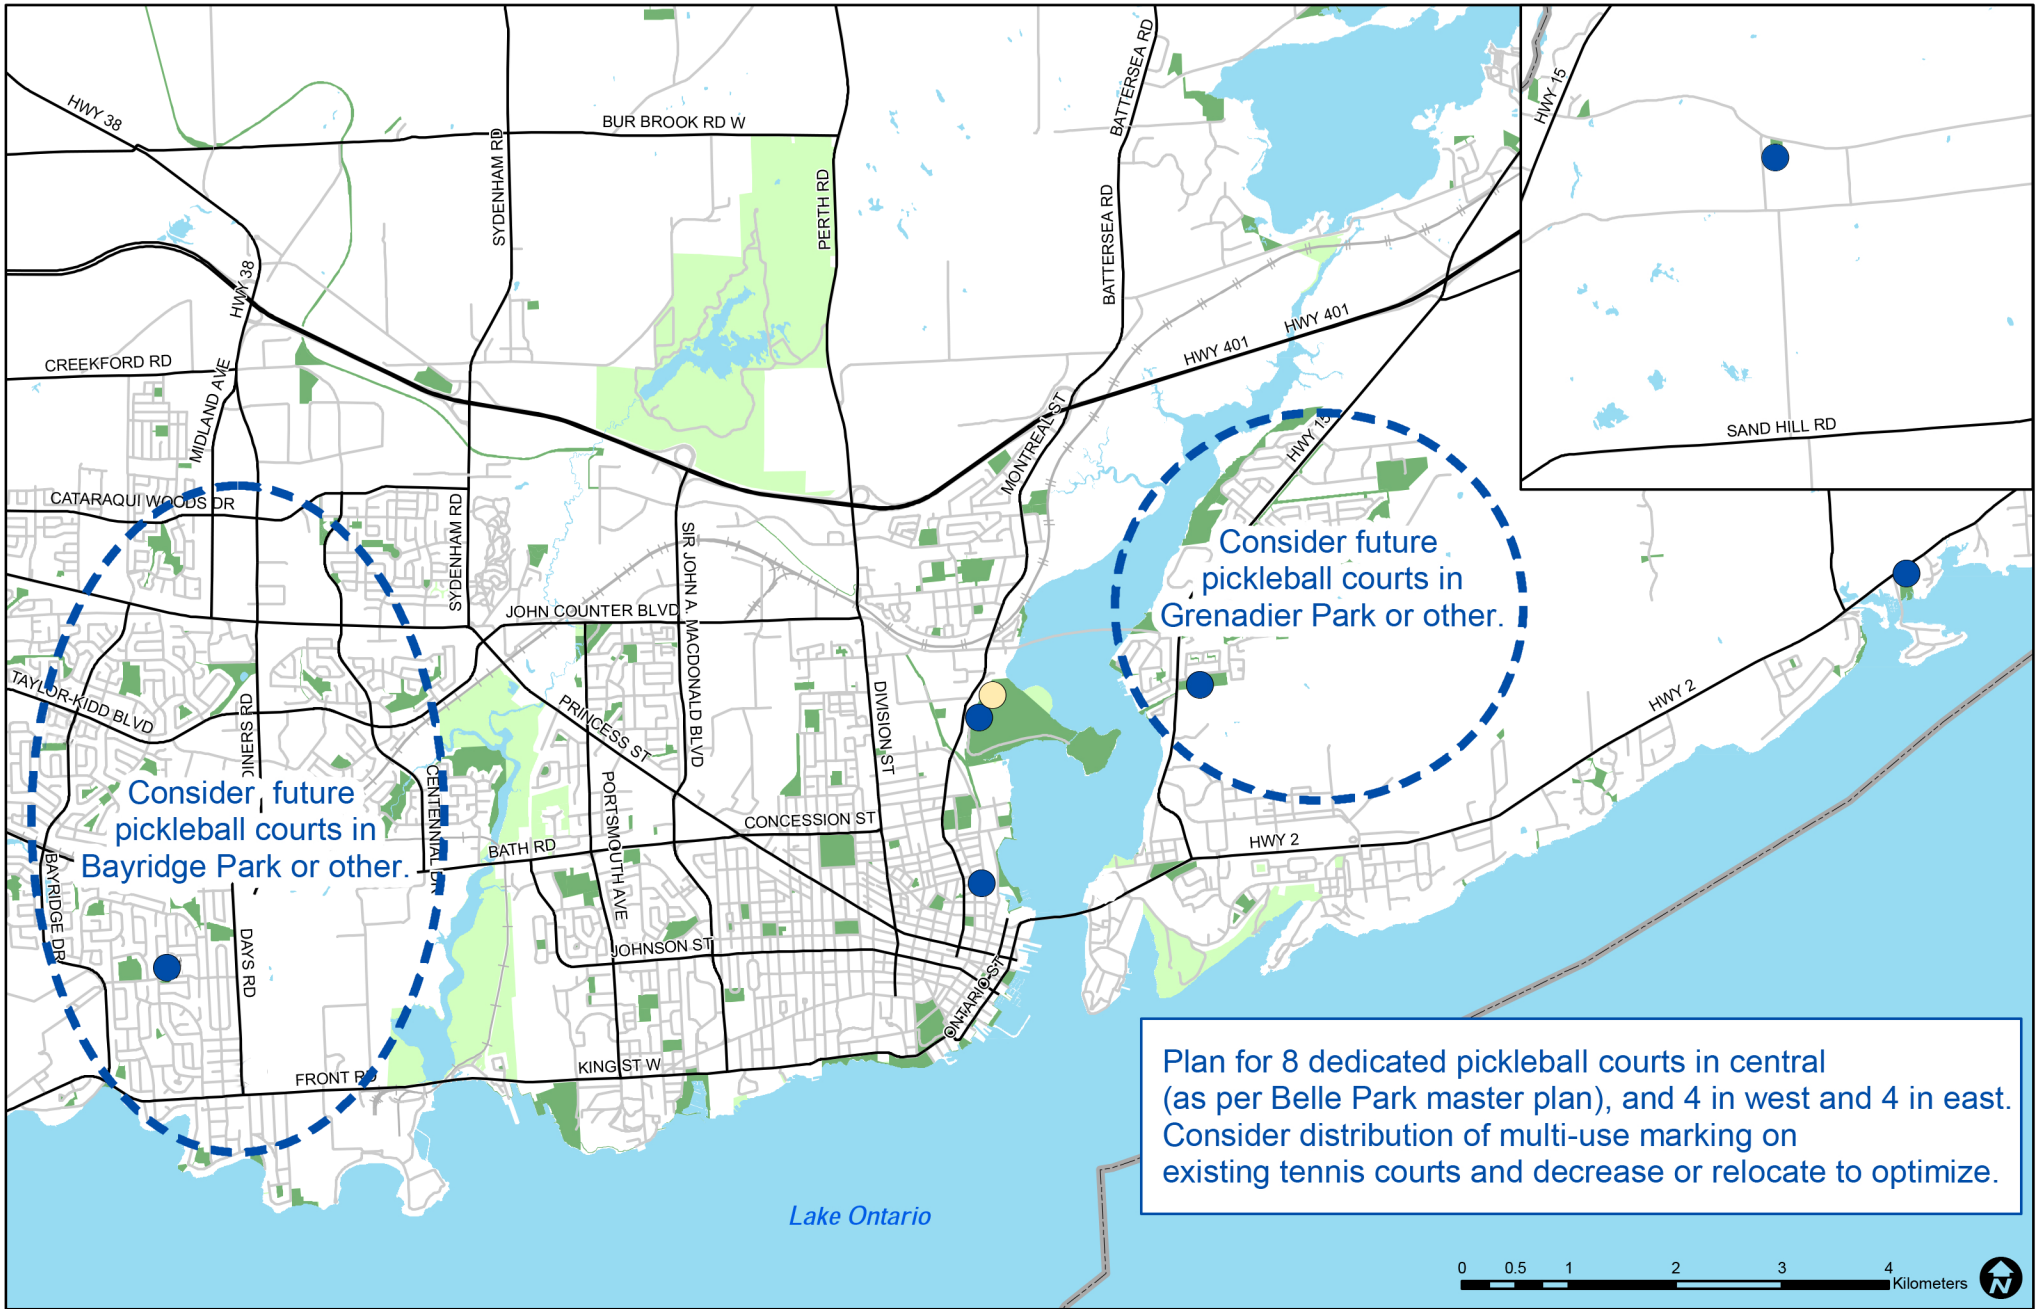 HWY 38
BUR BROOK RD W
SYDENHAM RD
PERTH RD
BATTERSEA RD
BATTERSEA RD
HWY 15
HWY 38
HWY 401
HWY 401
CREEKFORD RD
MIDLAND AVE
MONTREAL ST
HWY 15
SAND HILL RD
CATARAQUI WOODS DR
SYDENHAM RD
SIR JOHN A. MACDONALD BLVD
Consider future
pickleball courts in
Grenadier Park or other.
JOHN COUNTER BLVD
TAYLOR-KIDD BLVD
PRINCESS ST
DIVISION ST
HWY 2
Consider future
pickleball courts in
Bayridge Park or other.
CENTENNIAL DR
PORTSMOUTH AVE
CONCESSION ST
BATH RD
HWY 2
BAYRIDGE DR
DAYS RD
JOHNSON ST
ONTARIO ST
FRONT RD
KING ST W
Plan for 8 dedicated pickleball courts in central
(as per Belle Park master plan), and 4 in west and 4 in east.
Consider distribution of multi-use marking on
existing tennis courts and decrease or relocate to optimize.
Lake Ontario
0 0.5 1 2 3 4
Kilometers
N